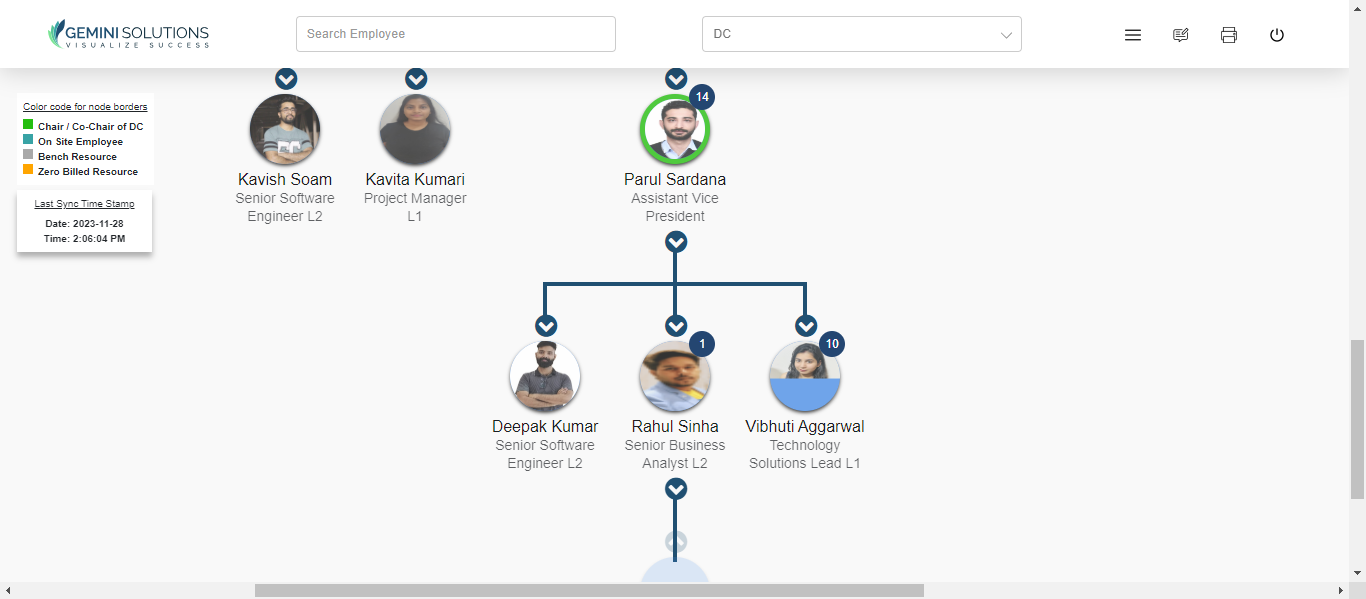 GEMINI SOLUTIONS
VISUALIZE SUCCESS
Search Employee
DC
Color code for node borders
Chair / Co-Chair of DC
On Site Employee
Bench Resource
Zero Billed Resource
Last Sync Time Stamp
Date: 2023-11-28
Time: 2:06:04 PM
Kavish Soam
Senior Software
Engineer L2
Kavita Kumari
Project Manager
L1
14
Parul Sardana
Assistant Vice
President
Deepak Kumar
Senior Software
Engineer L2
1
Rahul Sinha
Senior Business
Analyst L2
10
Vibhuti Aggarwal
Technology
Solutions Lead L1